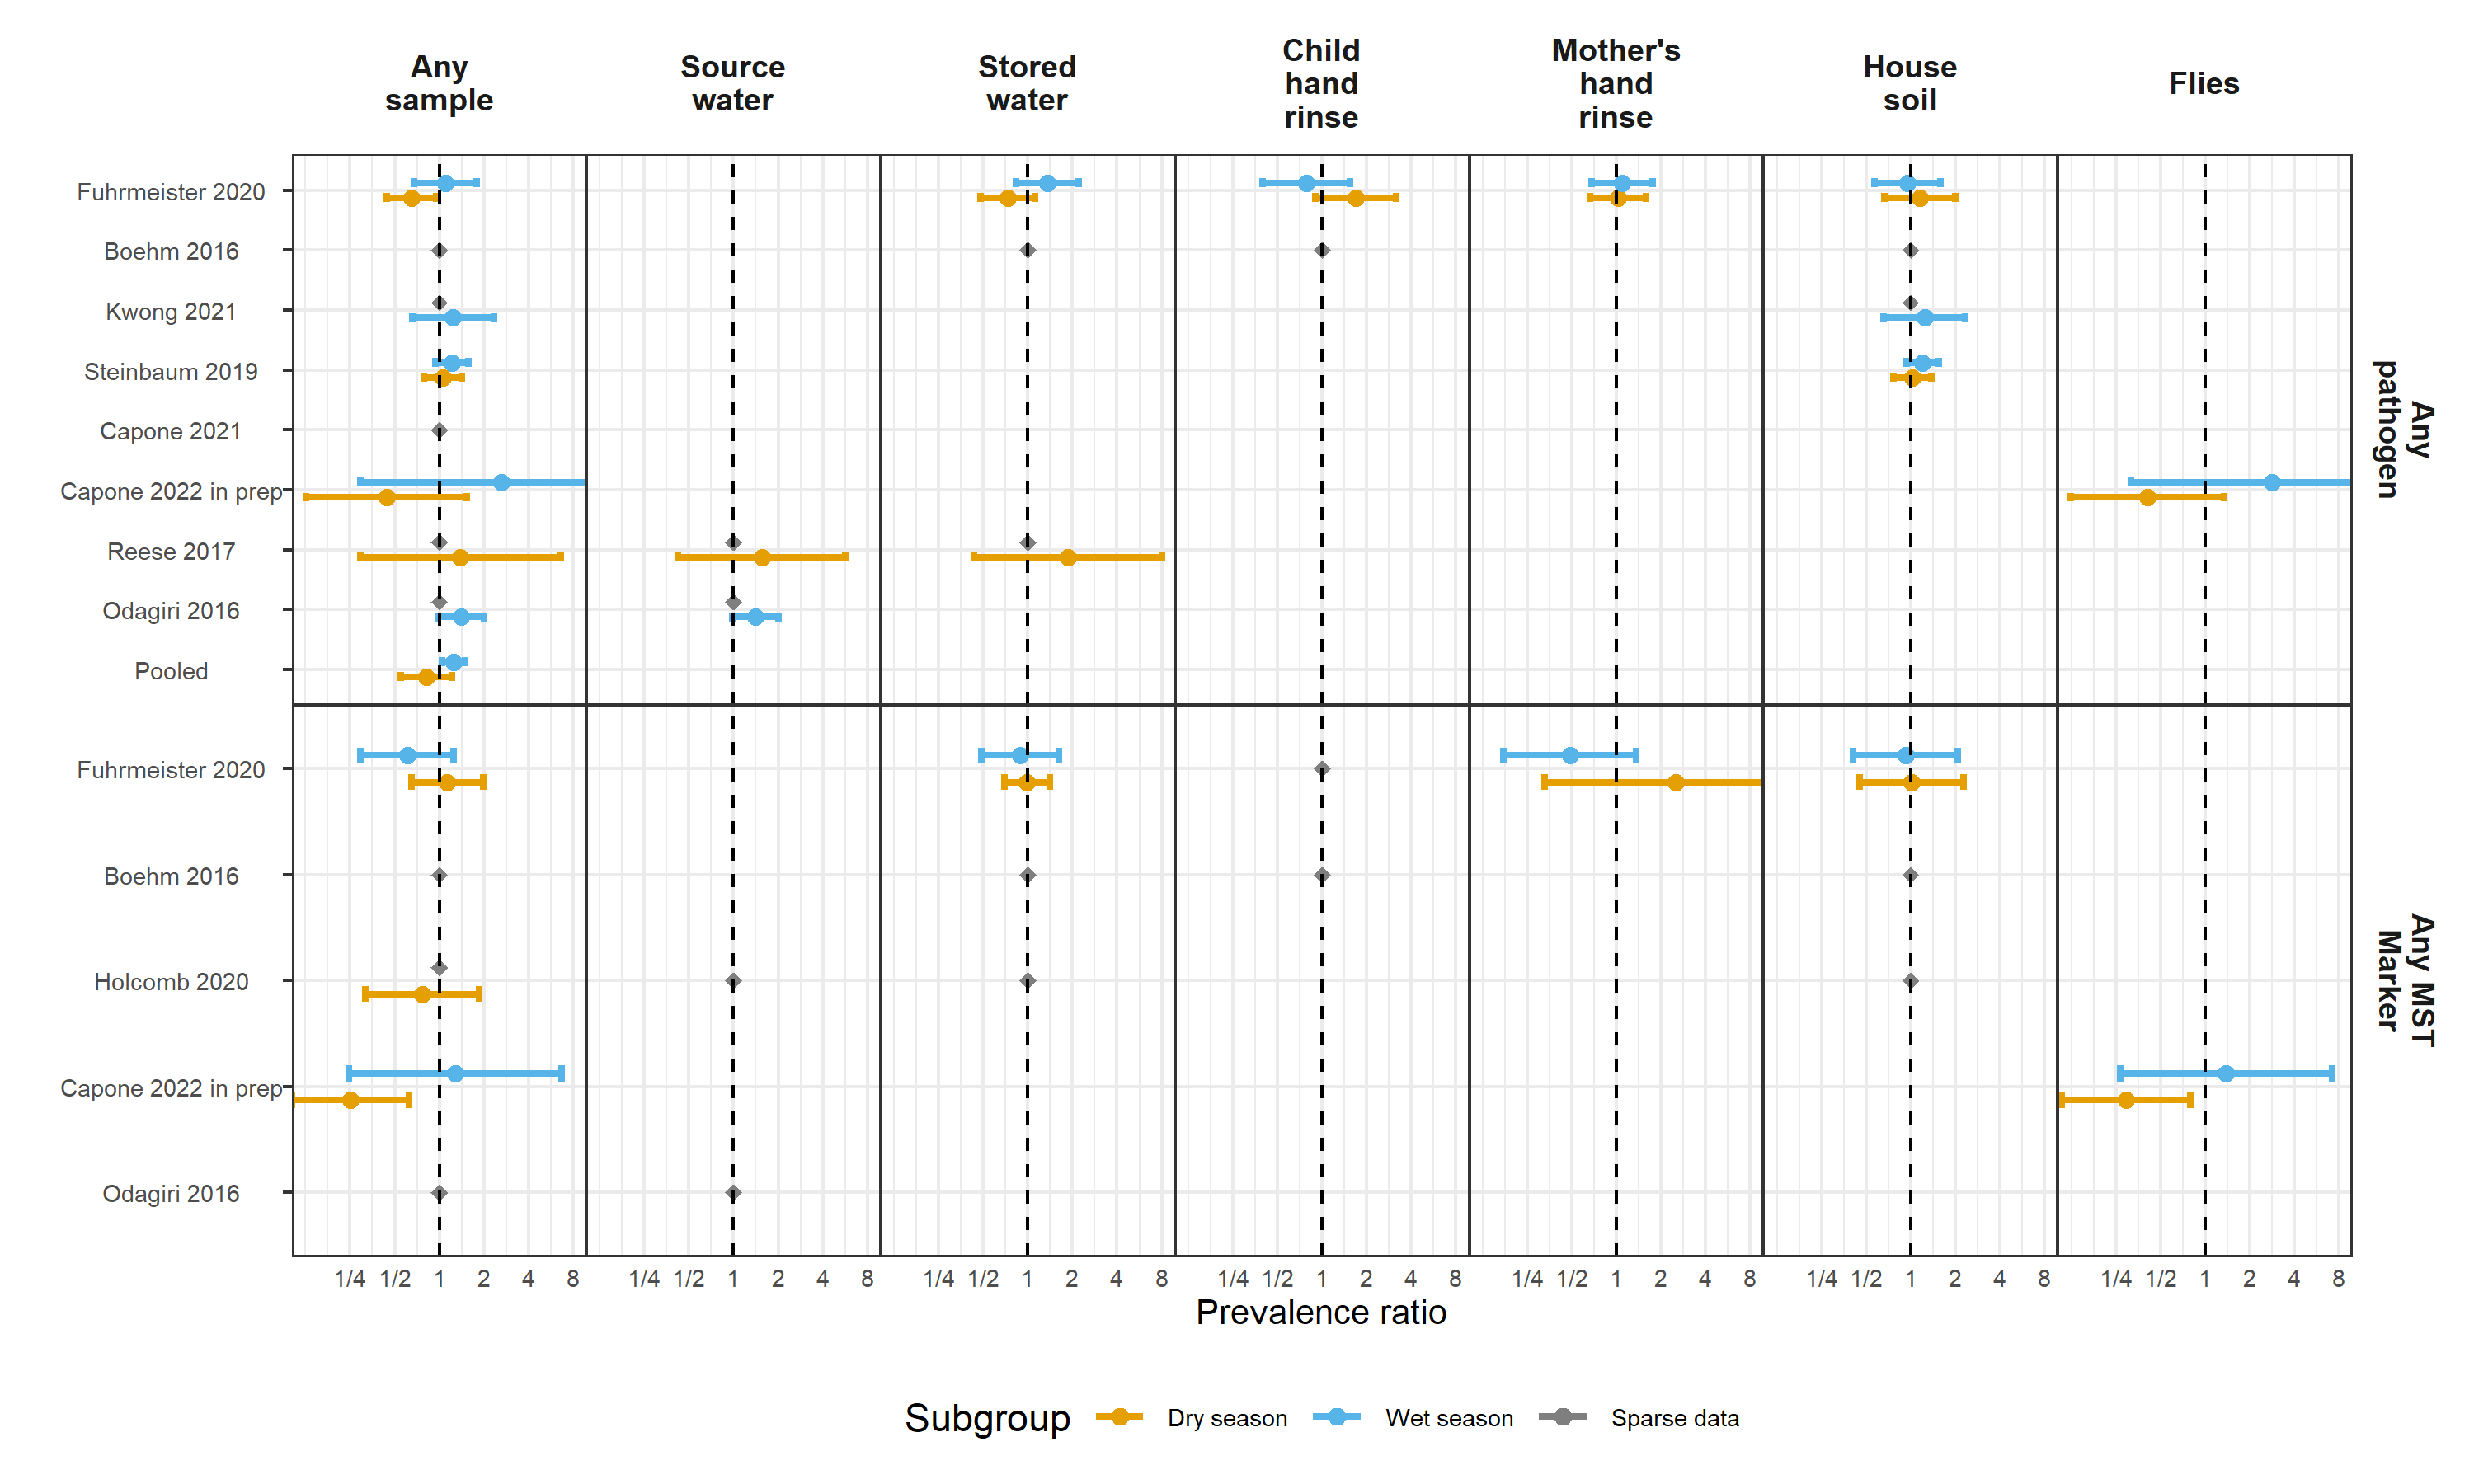 Any
sample
Source
water
Stored
water
Child
hand
rinse
Mother's
hand
rinse
House
soil
Flies
Fuhrmeister 2020
Boehm 2016
Kwong 2021
Steinbaum 2019
Capone 2021
Capone 2022 in prep
Reese 2017
Odagiri 2016
Pooled
Any
pathogen
Fuhrmeister 2020
Boehm 2016
Holcomb 2020
Capone 2022 in prep
Odagiri 2016
Any MST
Marker
1/4 1/2 1 2 4 8 1/4 1/2 1 2 4 8 1/4 1/2 1 2 4 8 1/4 1/2 1 2 4 8 1/4 1/2 1 2 4 8 1/4 1/2 1 2 4 8 1/4 1/2 1 2 4 8
Prevalence ratio
Subgroup Dry season Wet season Sparse data